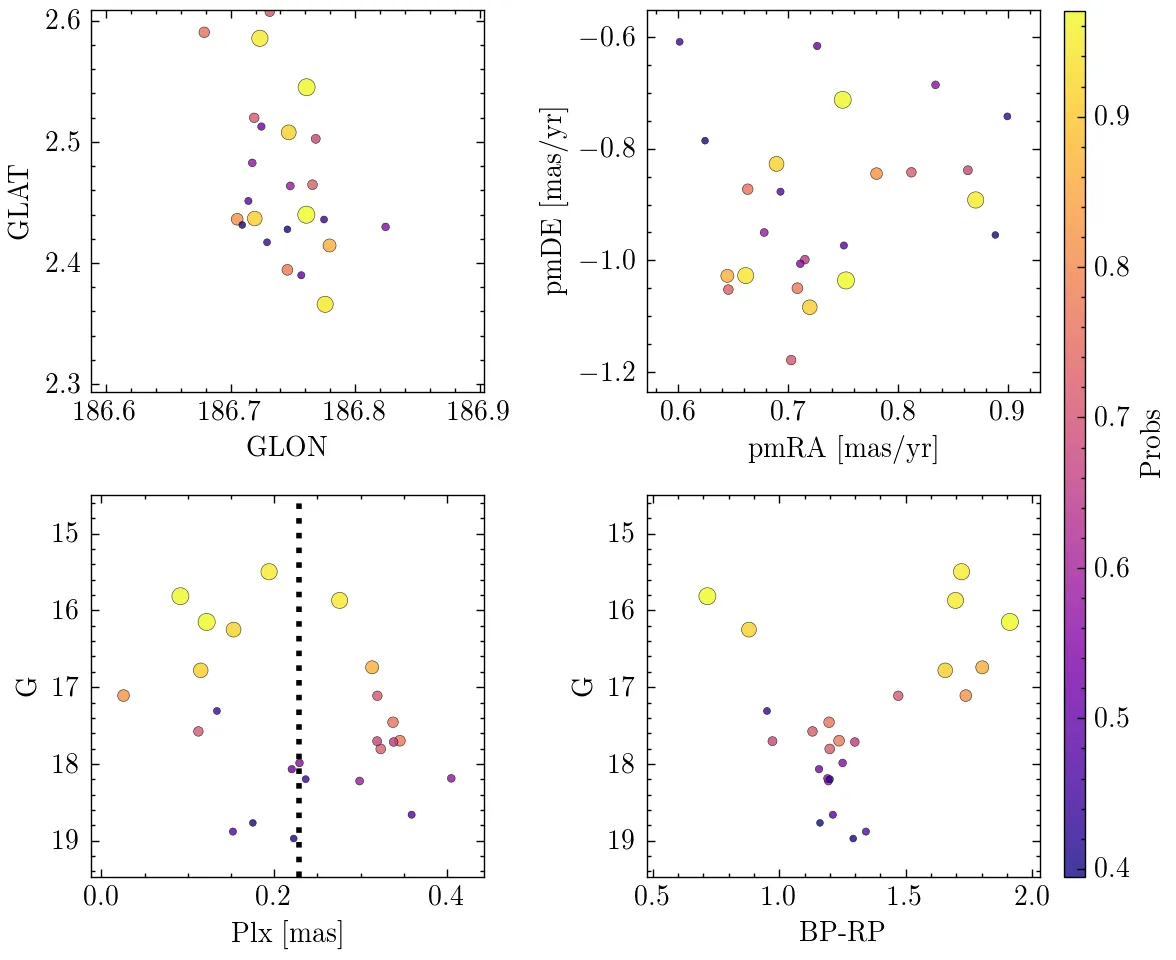 2.6
2.5
2.4
2.3
GLAT
186.6 186.7 186.8 186.9
GLON
−0.6
−0.8
−1.0
−1.2
pmDE [mas/yr]
0.6 0.7 0.8 0.9
pmRA [mas/yr]
15
16
17
18
19
G
0.0 0.2 0.4
Plx [mas]
15
16
17
18
19
G
0.5 1.0 1.5 2.0
BP-RP
0.9
0.8
0.7
0.6
0.5
0.4
Probs